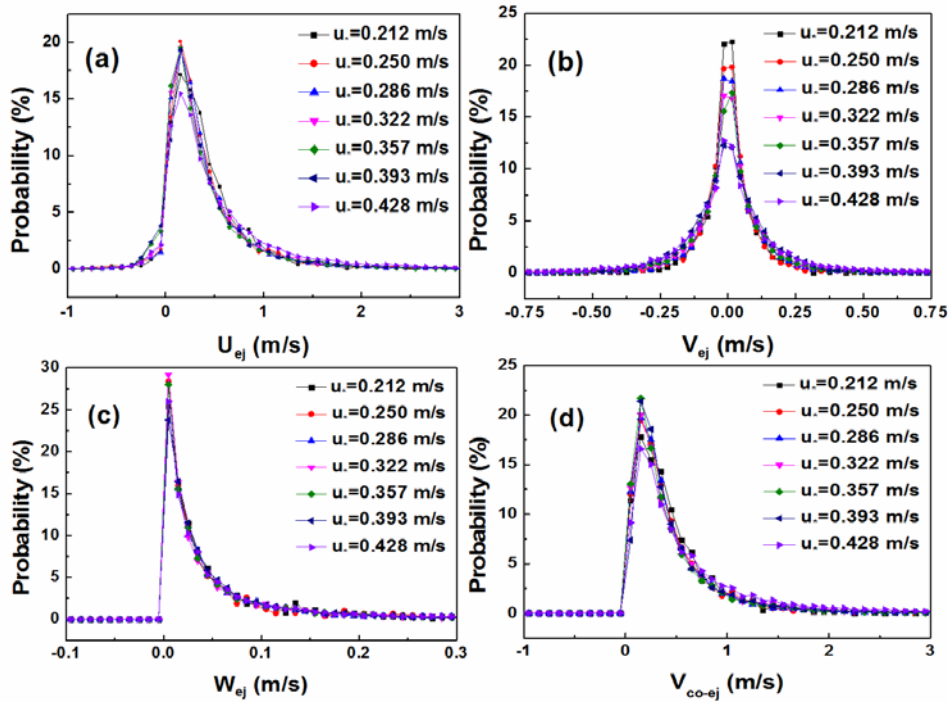 (a)
u*=0.212 m/s
u*=0.250 m/s
u*=0.286 m/s
u*=0.322 m/s
u*=0.357 m/s
u*=0.393 m/s
u*=0.428 m/s
Probability (%)
20
15
10
5
0
-1 0 1 2 3
U_ej (m/s)
(b)
u*=0.212 m/s
u*=0.250 m/s
u*=0.286 m/s
u*=0.322 m/s
u*=0.357 m/s
u*=0.393 m/s
u*=0.428 m/s
Probability (%)
25
20
15
10
5
0
-0.75 -0.50 -0.25 0.00 0.25 0.50 0.75
V_ej (m/s)
(c)
u*=0.212 m/s
u*=0.250 m/s
u*=0.286 m/s
u*=0.322 m/s
u*=0.357 m/s
u*=0.393 m/s
u*=0.428 m/s
Probability (%)
30
25
20
15
10
5
0
-0.1 0.0 0.1 0.2 0.3
W_ej (m/s)
(d)
u*=0.212 m/s
u*=0.250 m/s
u*=0.286 m/s
u*=0.322 m/s
u*=0.357 m/s
u*=0.393 m/s
u*=0.428 m/s
Probability (%)
25
20
15
10
5
0
-1 0 1 2 3
V_co-ej (m/s)